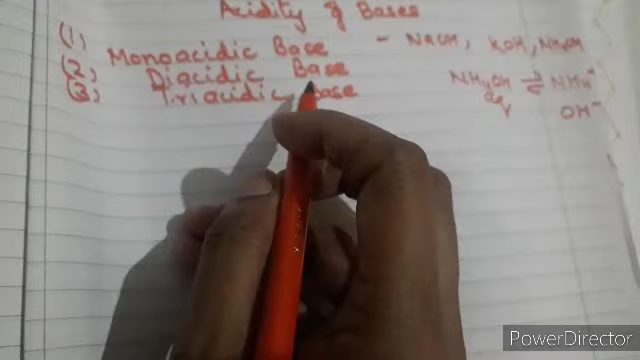 Acidity of Bases
(1) Monoacidic Base - NaOH, KOH, NH4OH
(2) Diacidic Base NH4OH ⇌ NH4+
(3) Triacidic Base aq OH-
PowerDirector